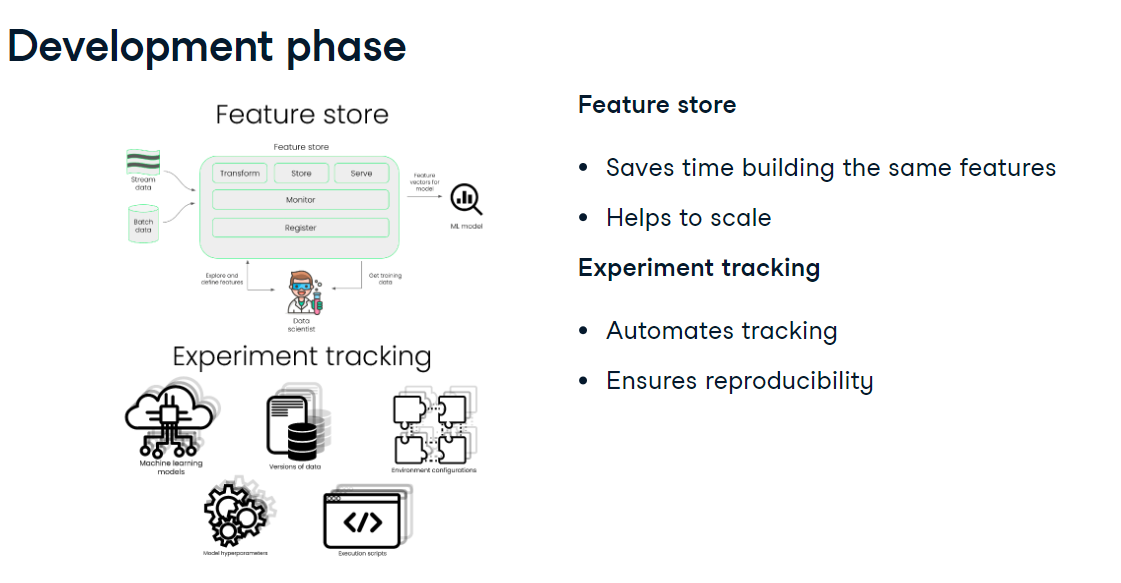 Development phase
Feature store
Feature store
Stream
data
Batch
data
Transform
Store
Serve
Monitor
Register
Feature
vectors for
model
ML model
Explore and
define features
Get training
data
Data
scientist
Experiment tracking
Machine learning
models
Versions of data
Environment configurations
Model hyperparameters
</>
Execution scripts
Feature store
• Saves time building the same features
• Helps to scale
Experiment tracking
• Automates tracking
• Ensures reproducibility